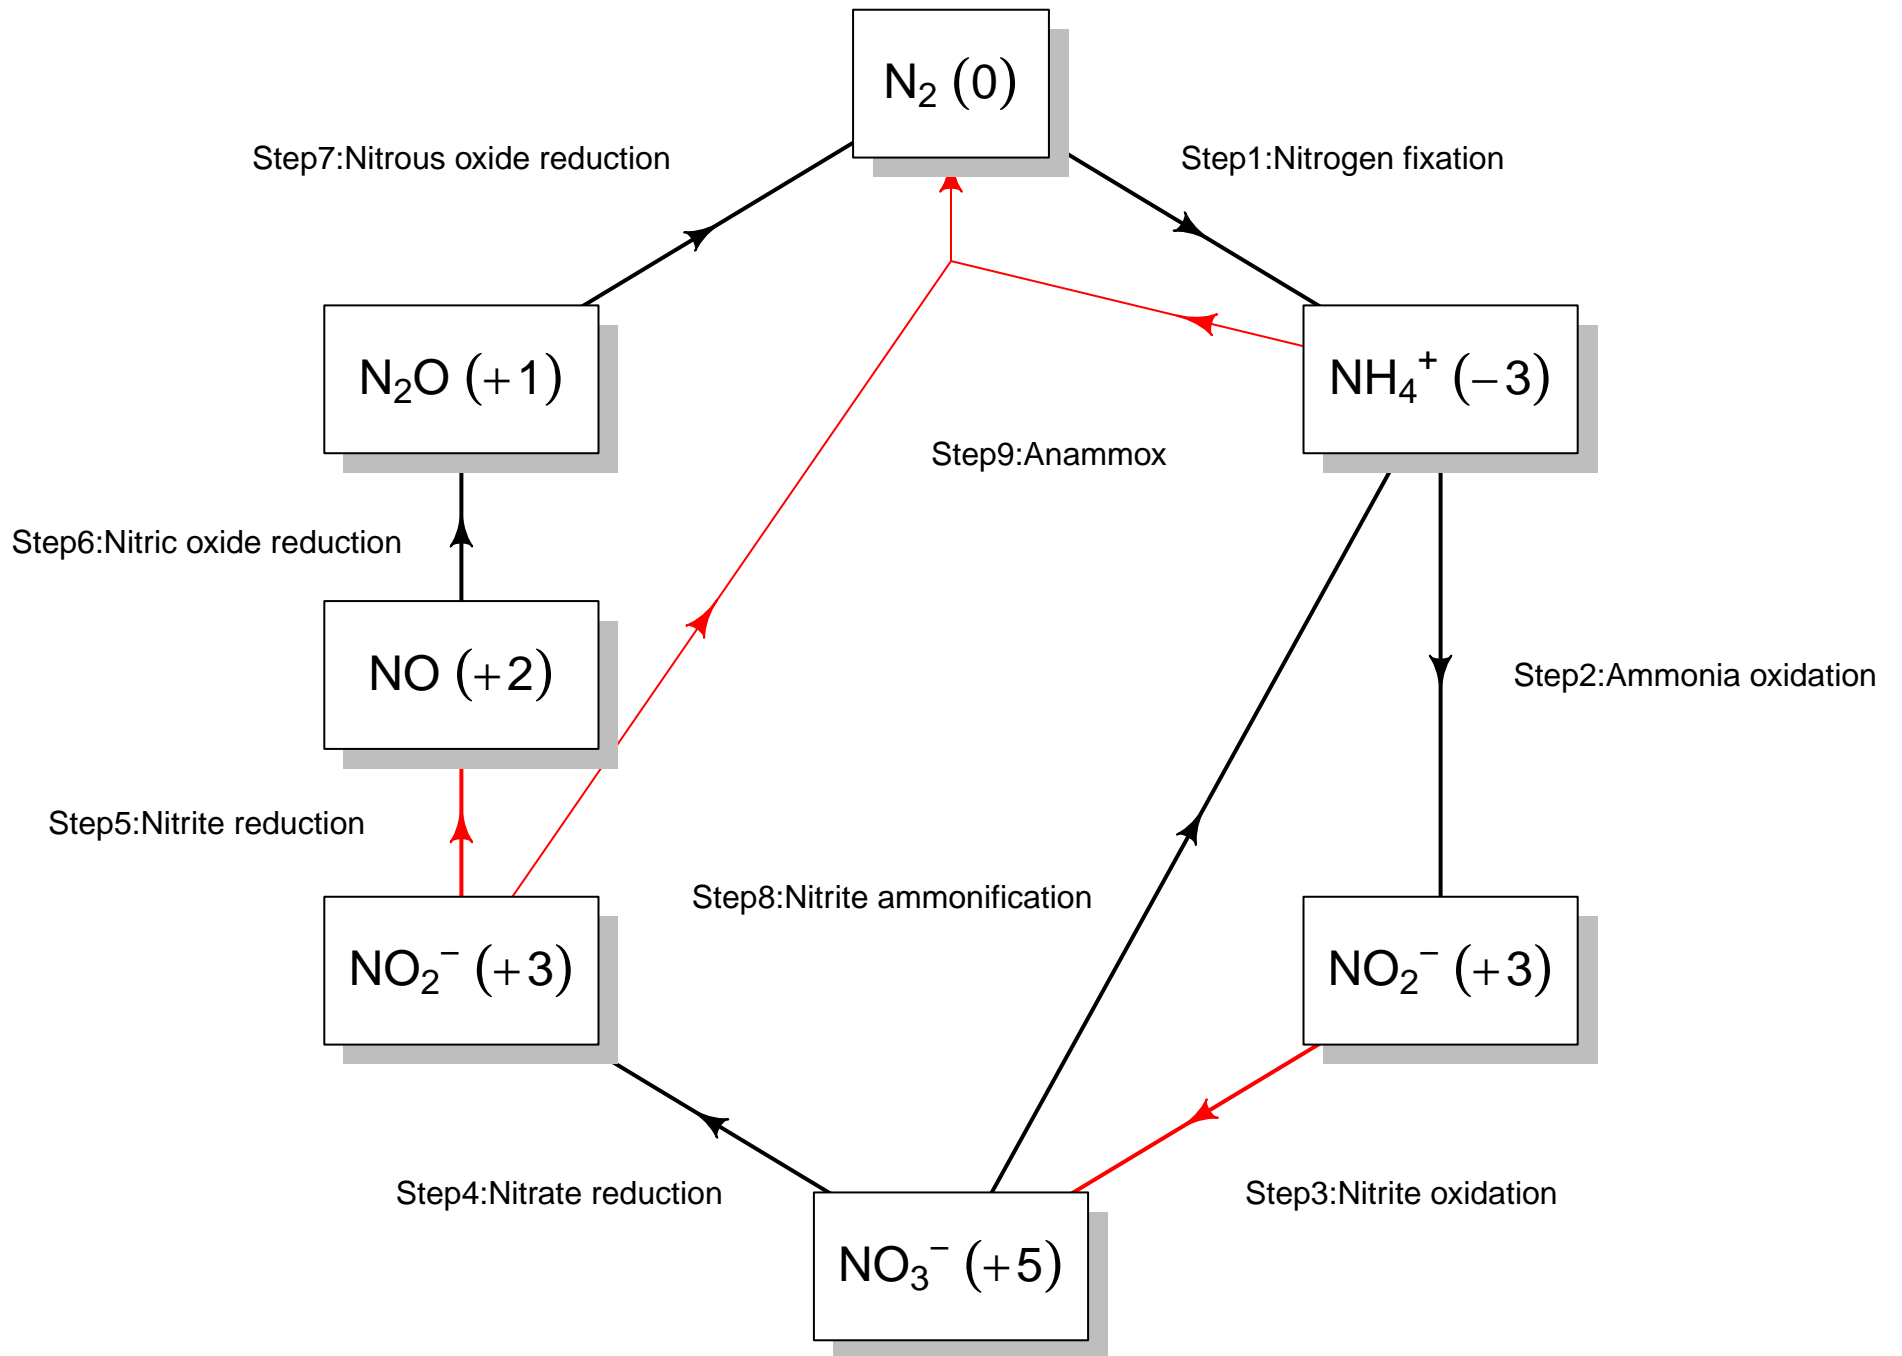 N₂ (0)
Step7:Nitrous oxide reduction
Step1:Nitrogen fixation
N₂O (+1)
NH₄⁺ (−3)
Step9:Anammox
Step6:Nitric oxide reduction
NO (+2)
Step2:Ammonia oxidation
Step5:Nitrite reduction
Step8:Nitrite ammonification
NO₂⁻ (+3)
NO₂⁻ (+3)
Step4:Nitrate reduction
Step3:Nitrite oxidation
NO₃⁻ (+5)